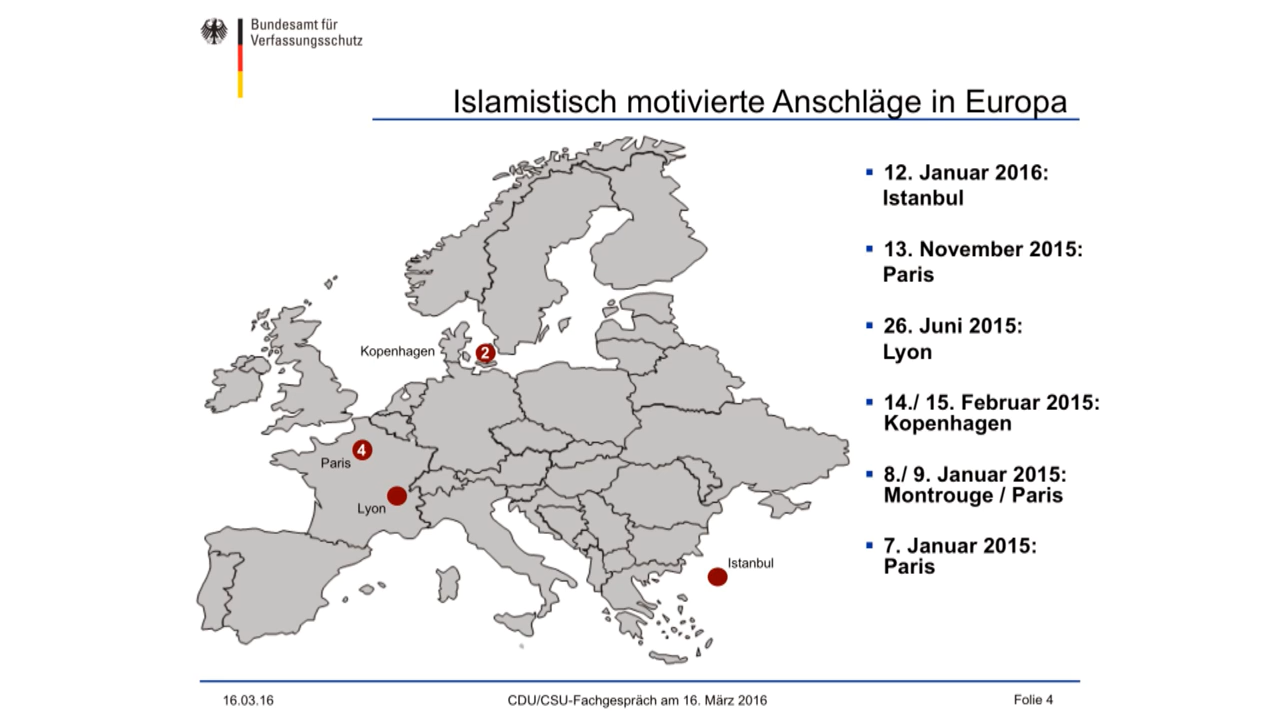 Bundesamt für
Verfassungsschutz
Islamistisch motivierte Anschläge in Europa
▪ 12. Januar 2016:
Istanbul
▪ 13. November 2015:
Paris
▪ 26. Juni 2015:
Lyon
▪ 14./ 15. Februar 2015:
Kopenhagen
▪ 8./ 9. Januar 2015:
Montrouge / Paris
▪ 7. Januar 2015:
Paris
Kopenhagen
2
4
Paris
Lyon
Istanbul
16.03.16
CDU/CSU-Fachgespräch am 16. März 2016
Folie 4